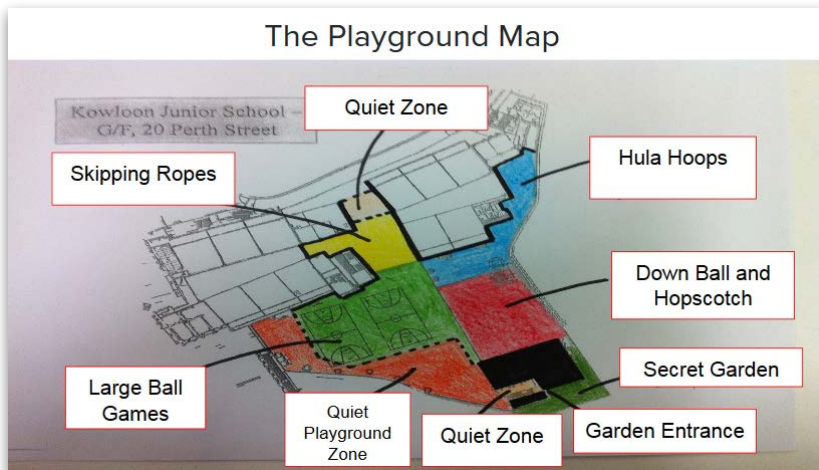 The Playground Map
Kowloon Junior School –
G/F, 20 Perth Street
Quiet Zone
Skipping Ropes
Hula Hoops
Down Ball and
Hopscotch
Secret Garden
Large Ball
Games
Quiet
Playground
Zone
Quiet Zone
Garden Entrance